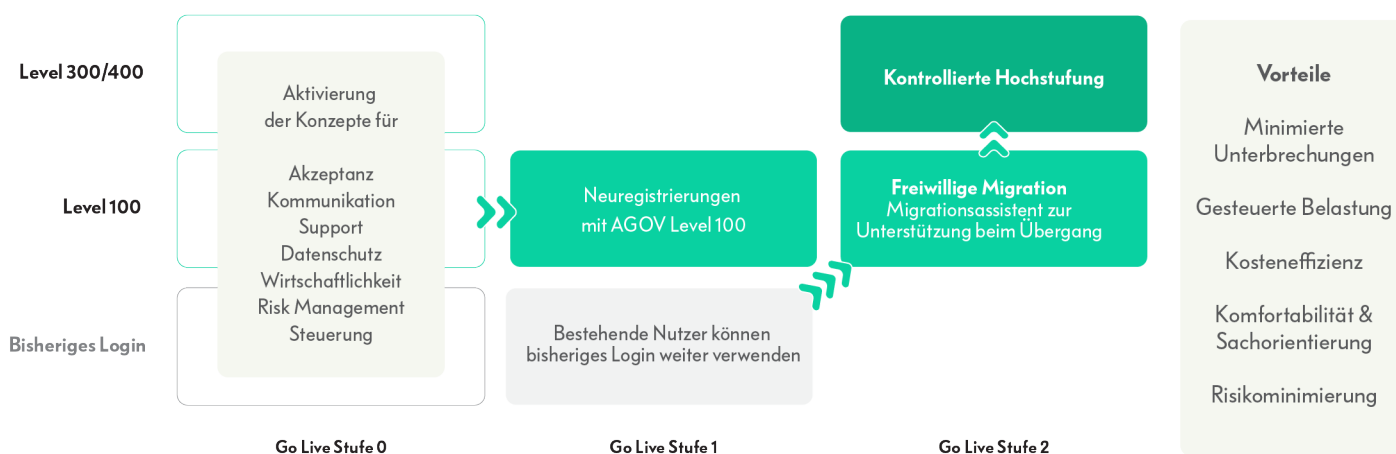 Level 300/400
Level 100
Bisheriges Login
Aktivierung
der Konzepte für
Akzeptanz
Kommunikation
Support
Datenschutz
Wirtschaftlichkeit
Risk Management
Steuerung
Go Live Stufe 0
Neuregistrierungen
mit AGOV Level 100
Bestehende Nutzer können
bisheriges Login weiter verwenden
Go Live Stufe 1
Kontrollierte Hochstufung
Freiwillige Migration
Migrationsassistent zur
Unterstützung beim Übergang
Go Live Stufe 2
Vorteile
Minimierte
Unterbrechungen
Gesteuerte Belastung
Kosteneffizienz
Komfortabilität &
Sachorientierung
Risikominimierung